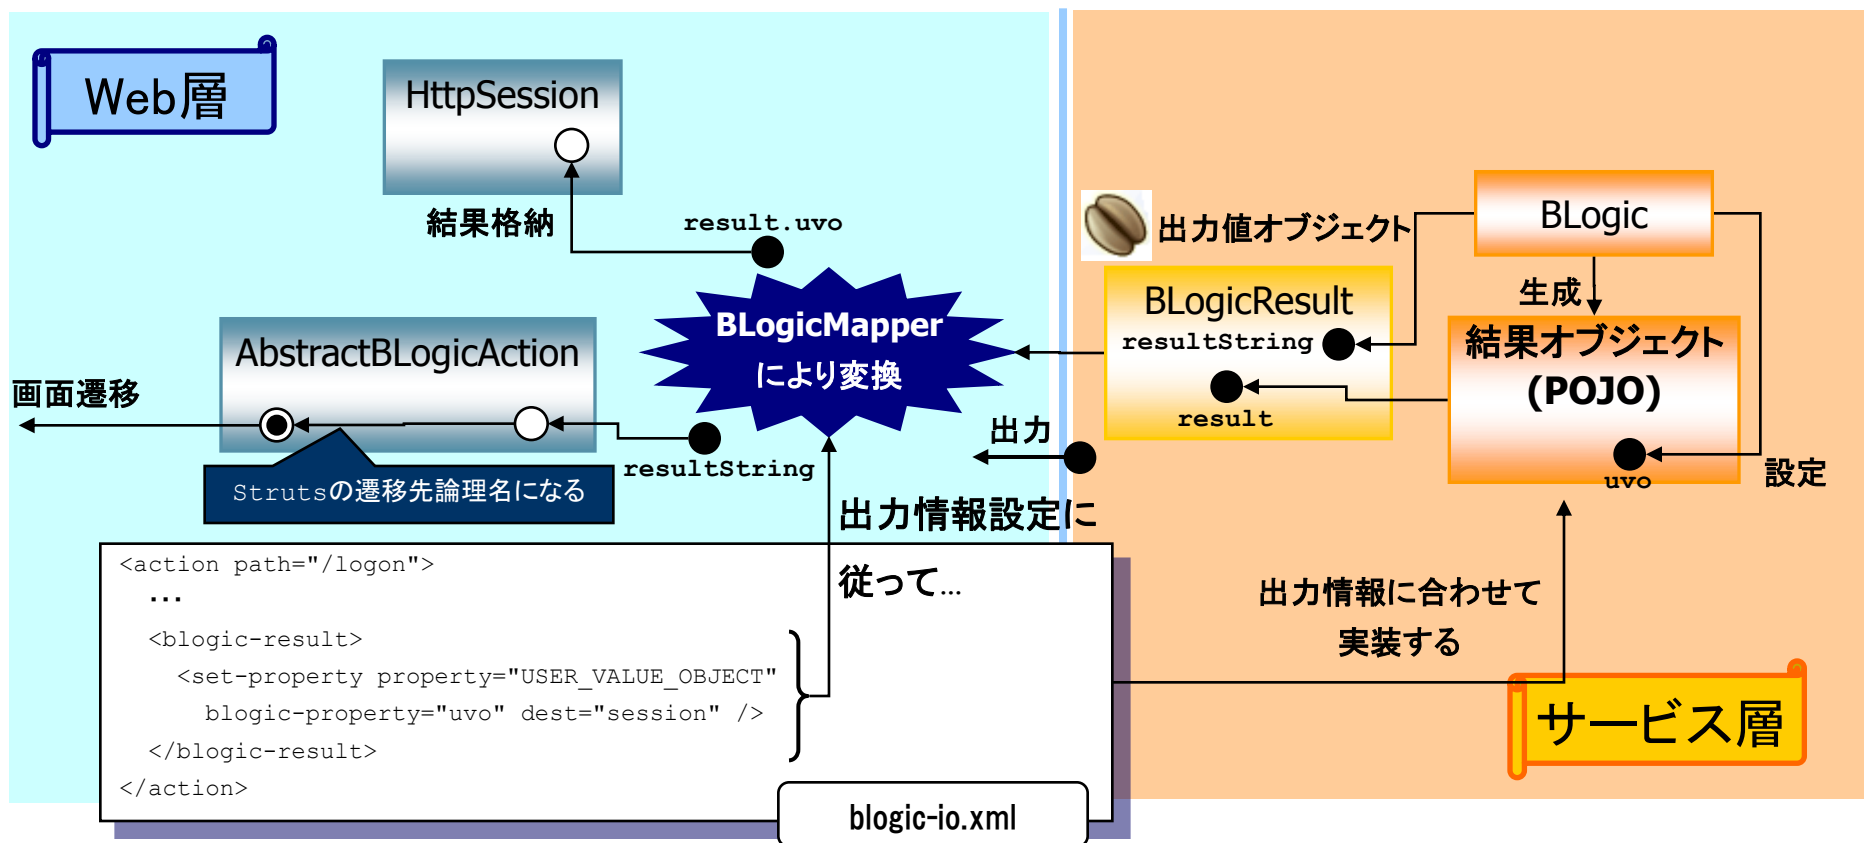 Web層
HttpSession
結果格納
result.uvo
出力値オブジェクト
BLogic
生成
BLogicResult
resultString
result
結果オブジェクト
(POJO)
uvo
設定
BLogicMapper
により変換
AbstractBLogicAction
画面遷移
resultString
Strutsの遷移先論理名になる
出力
出力情報設定に
従って…
<action path="/logon">
・・・
<blogic-result>
<set-property property="USER_VALUE_OBJECT"
blogic-property="uvo" dest="session" />
</blogic-result>
</action>
blogic-io.xml
出力情報に合わせて
実装する
サービス層